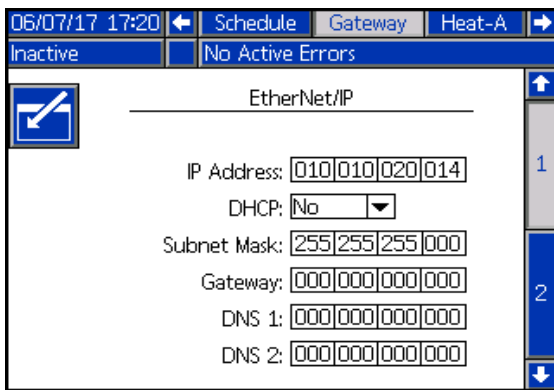 06/07/17 17:20 Schedule Gateway Heat-A
Inactive No Active Errors
EtherNet/IP
IP Address: 010 010 020 014
DHCP: No
Subnet Mask: 255 255 255 000
Gateway: 000 000 000 000
DNS 1: 000 000 000 000
DNS 2: 000 000 000 000
1
2